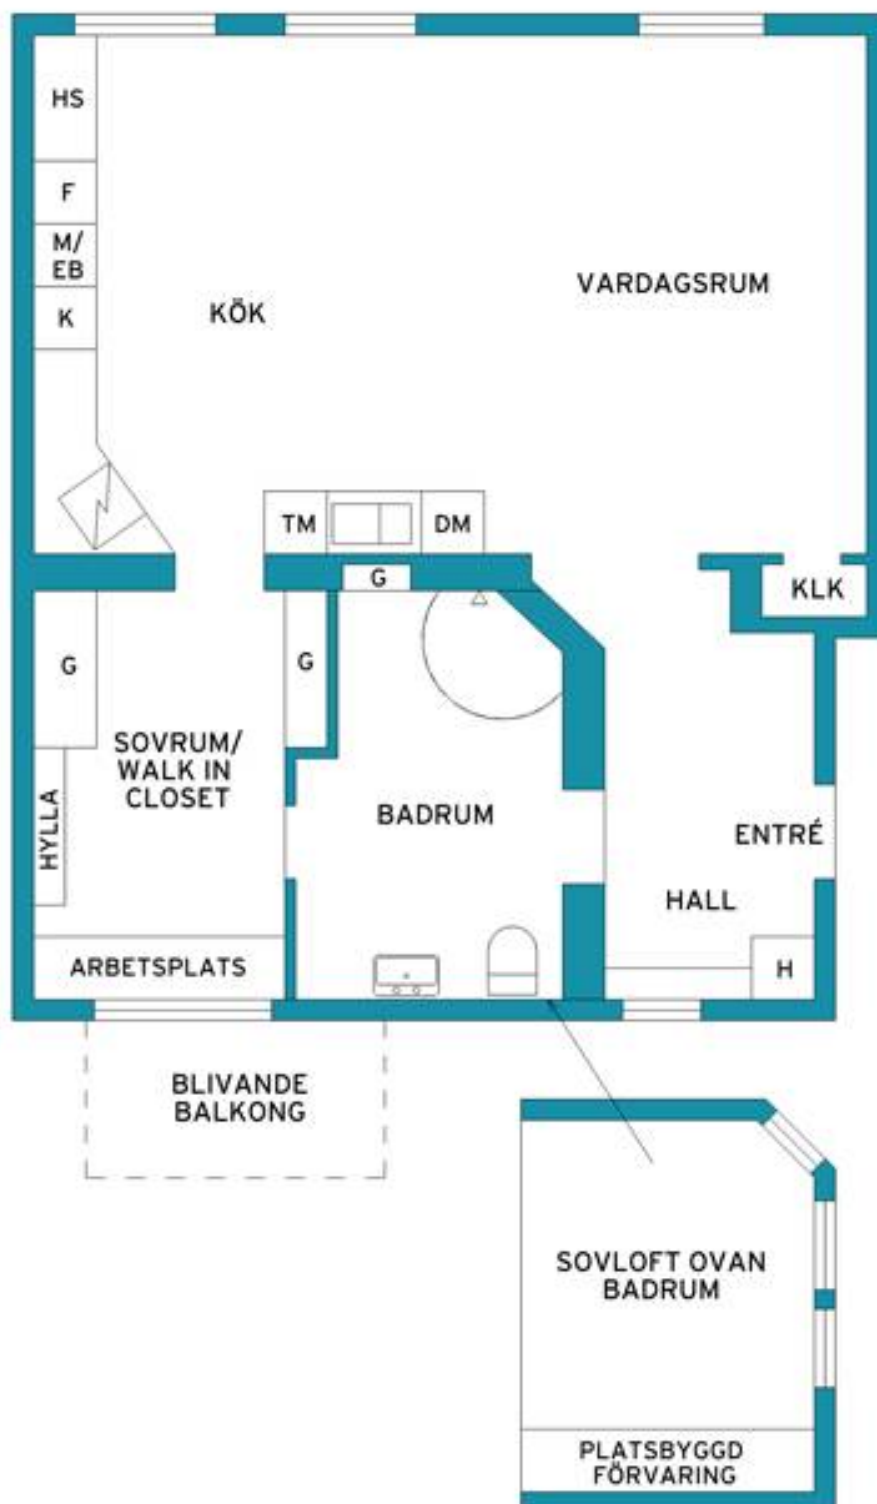 HS
F
M/
EB
K
KÖK
VARDAGSRUM
TM
DM
G
KLK
G
G
SOVRUM/
WALK IN
CLOSET
HYLLA
BADRUM
ENTRÉ
HALL
ARBETSPLATS
H
BLIVANDE
BALKONG
SOVLOFT OVAN
BADRUM
PLATSBYGGD
FÖRVARING